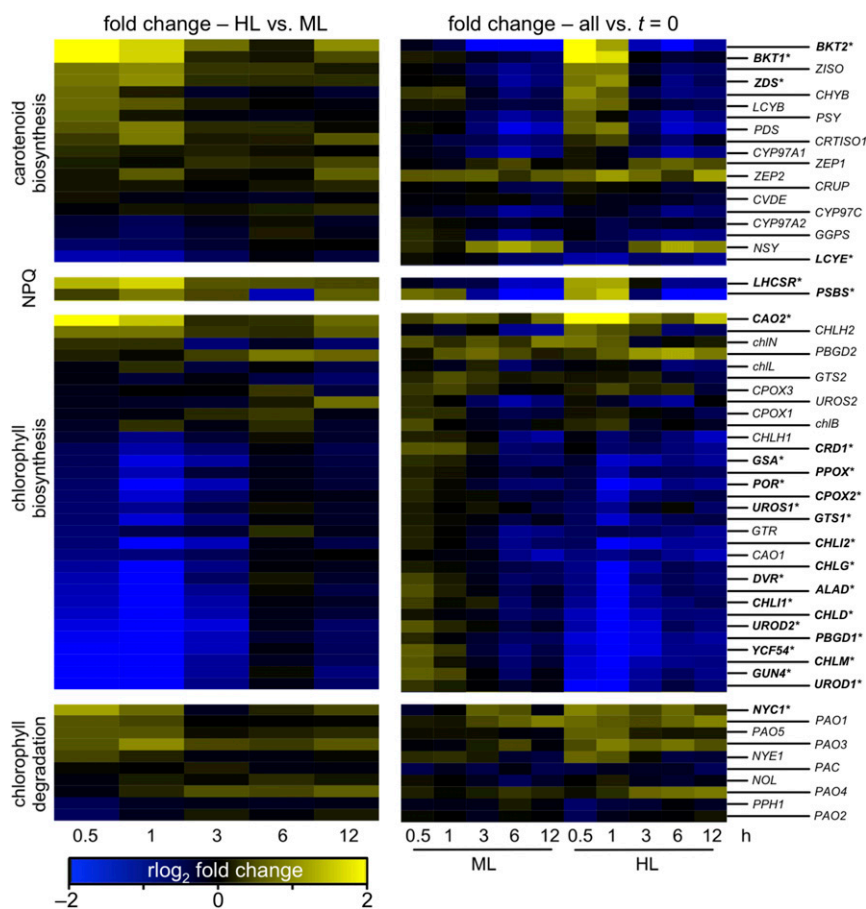 fold change – HL vs. ML
fold change – all vs. t = 0
carotenoid
biosynthesis
BKT2*
BKT1*
ZISO
ZDS*
CHYB
LCYB
PSY
PDS
CRTISO1
CYP97A1
ZEP1
ZEP2
CRUP
CVDE
CYP97C
CYP97A2
GGPS
NSY
LCYE*
NPQ
LHCSR*
PSBS*
chlorophyll
biosynthesis
CAO2*
CHLH2
chlN
PBGD2
chlL
GTS2
CPOX3
UROS2
CPOX1
chlB
CHLH1
CRD1*
GSA*
PPOX*
POR*
CPOX2*
UROS1*
GTS1*
GTR
CHLI2*
CAO1
CHLG*
DVR*
ALAD*
CHLI1*
CHLD*
UROD2*
PBGD1*
YCF54*
CHLM*
GUN4*
UROD1*
chlorophyll
degradation
NYC1*
PAO1
PAO5
PAO3
NYE1
PAC
NOL
PAO4
PPH1
PAO2
0.5 1 3 6 12
0.5 1 3 6 12 0.5 1 3 6 12 h
ML HL
rlog2 fold change
−2 0 2